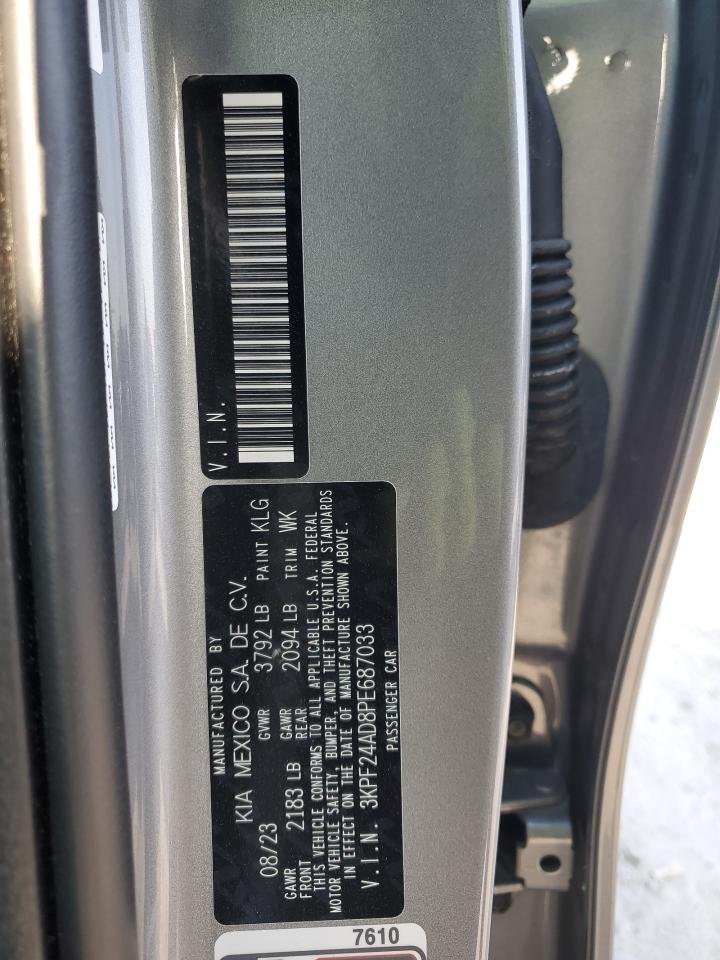 V.I.N.
MANUFACTURED BY
KIA MEXICO S.A. DE C.V.
08/23 GVWR 3792 LB PAINT KLG
GAWR FRONT 2183 LB GAWR REAR 2094 LB TRIM WK
THIS VEHICLE CONFORMS TO ALL APPLICABLE U.S.A. FEDERAL
MOTOR VEHICLE SAFETY, BUMPER, AND THEFT PREVENTION STANDARDS
IN EFFECT ON THE DATE OF MANUFACTURE SHOWN ABOVE.
V.I.N. 3KPF24AD8PE687033
PASSENGER CAR
7610